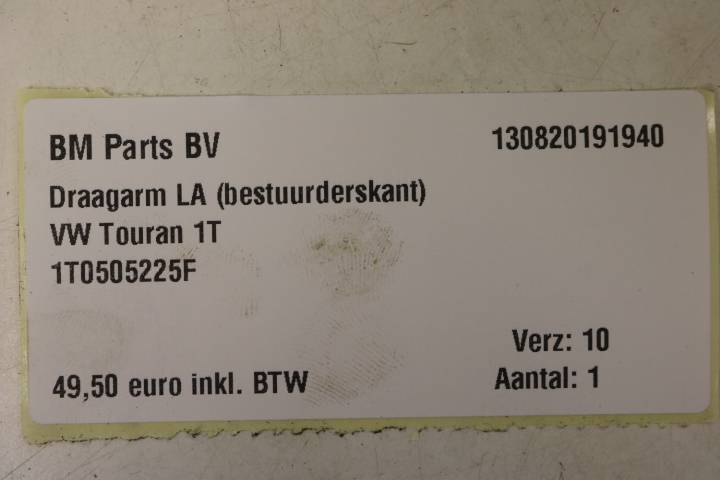 BM Parts BV 130820191940
Draagarm LA (bestuurderskant)
VW Touran 1T
1T0505225F
Verz: 10
49,50 euro inkl. BTW Aantal: 1